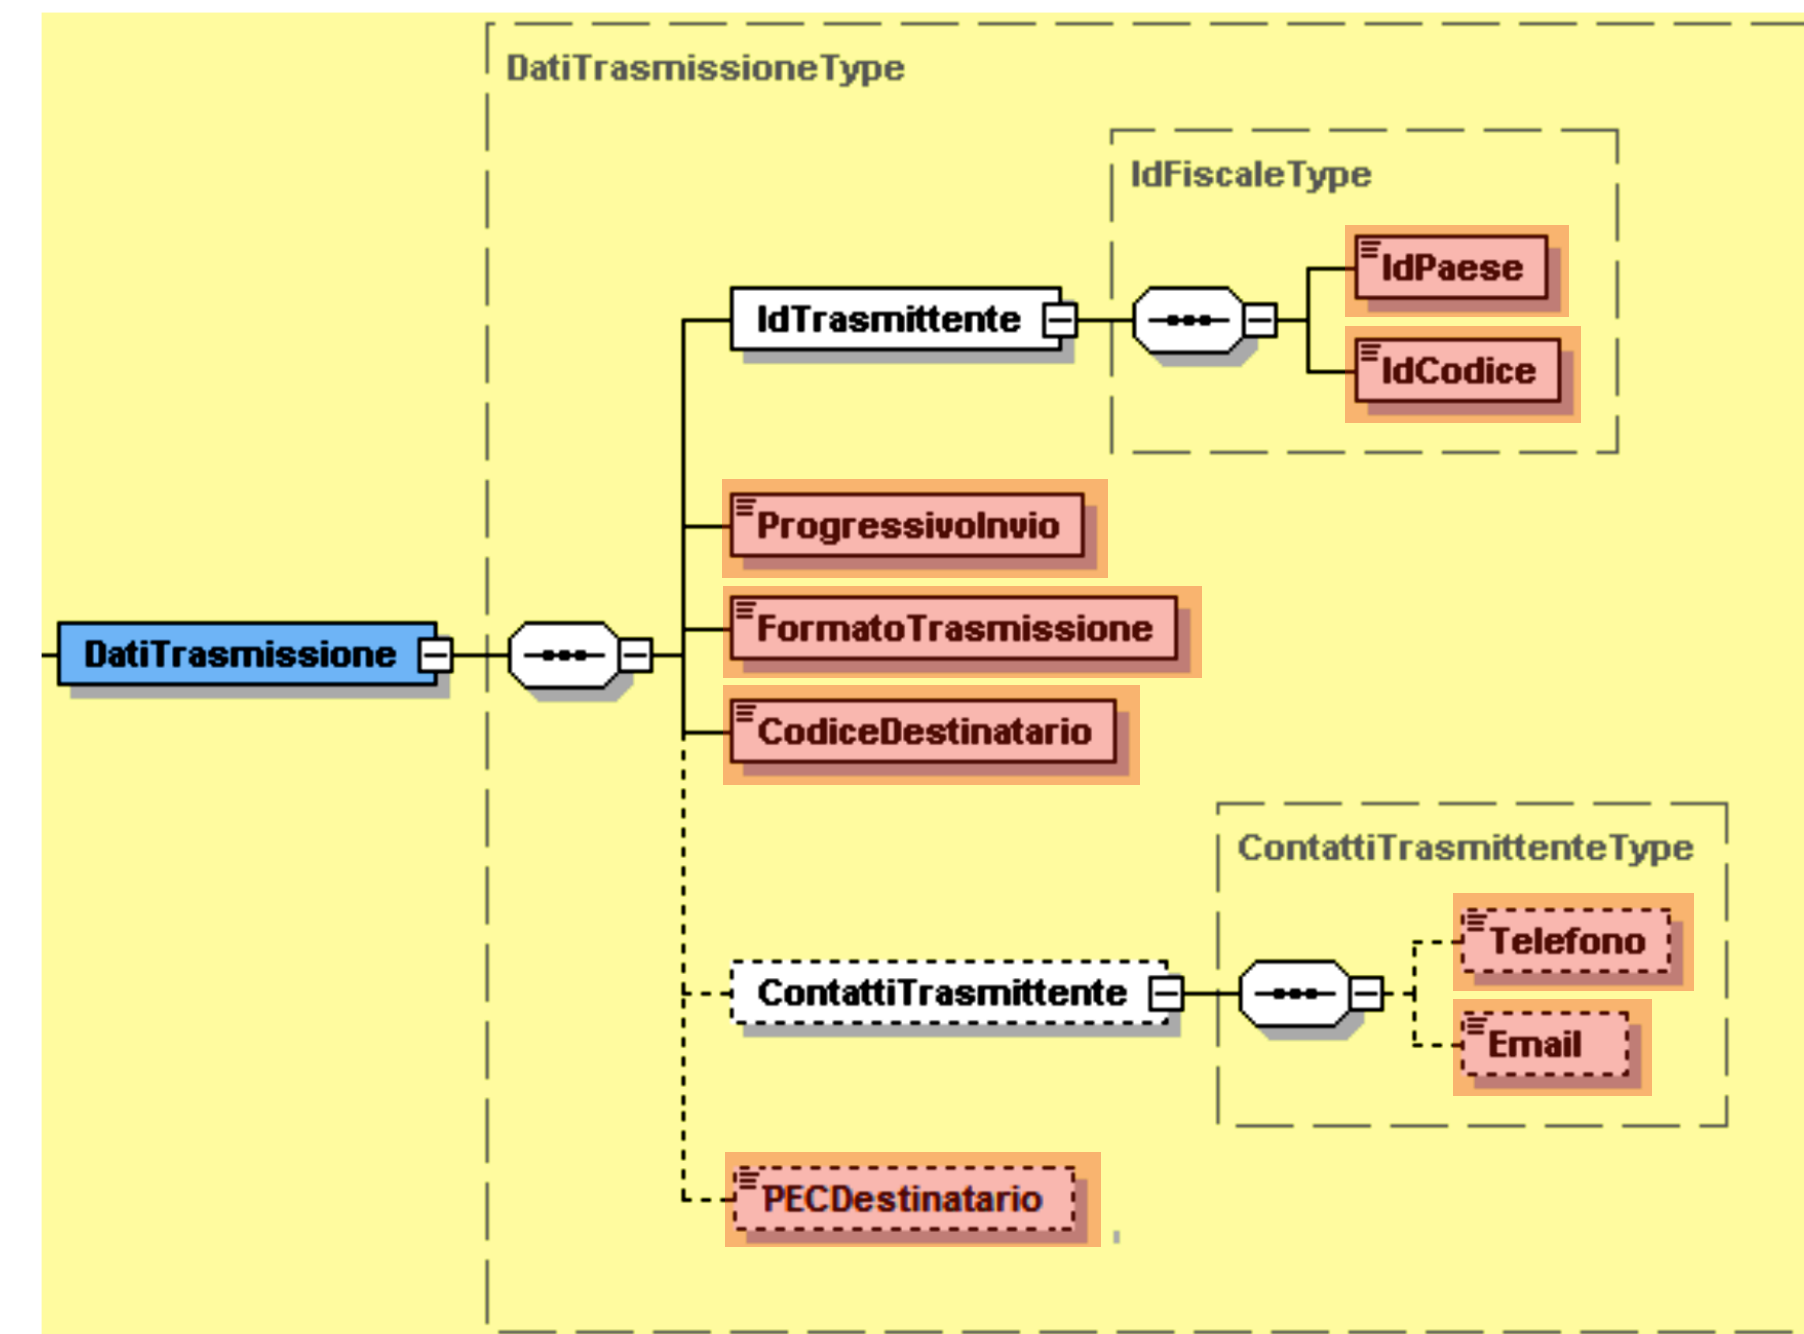 DatiTrasmissioneType
IdFiscaleType
IdPaese
IdTrasmittente
IdCodice
ProgressivoInvio
FormatoTrasmissione
DatiTrasmissione
CodiceDestinatario
ContattiTrasmittenteType
Telefono
ContattiTrasmittente
Email
PECDestinatario